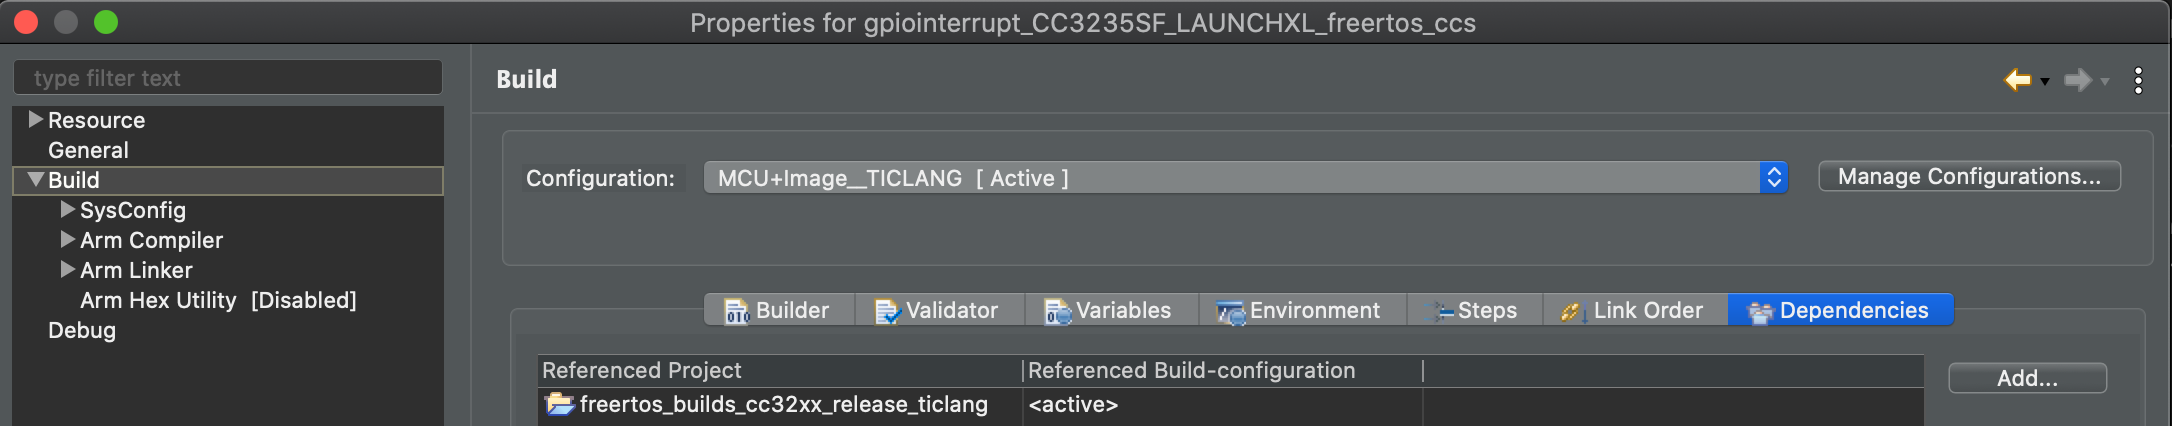 Properties for gpiointerrupt_CC3235SF_LAUNCHXL_freertos_ccs
type filter text
Resource
General
Build
SysConfig
Arm Compiler
Arm Linker
Arm Hex Utility [Disabled]
Debug
Build
Configuration: MCU+Image__TICLANG [ Active ] Manage Configurations...
Builder Validator Variables Environment Steps Link Order Dependencies
Referenced Project Referenced Build-configuration
freertos_builds_cc32xx_release_ticlang <active>
Add...